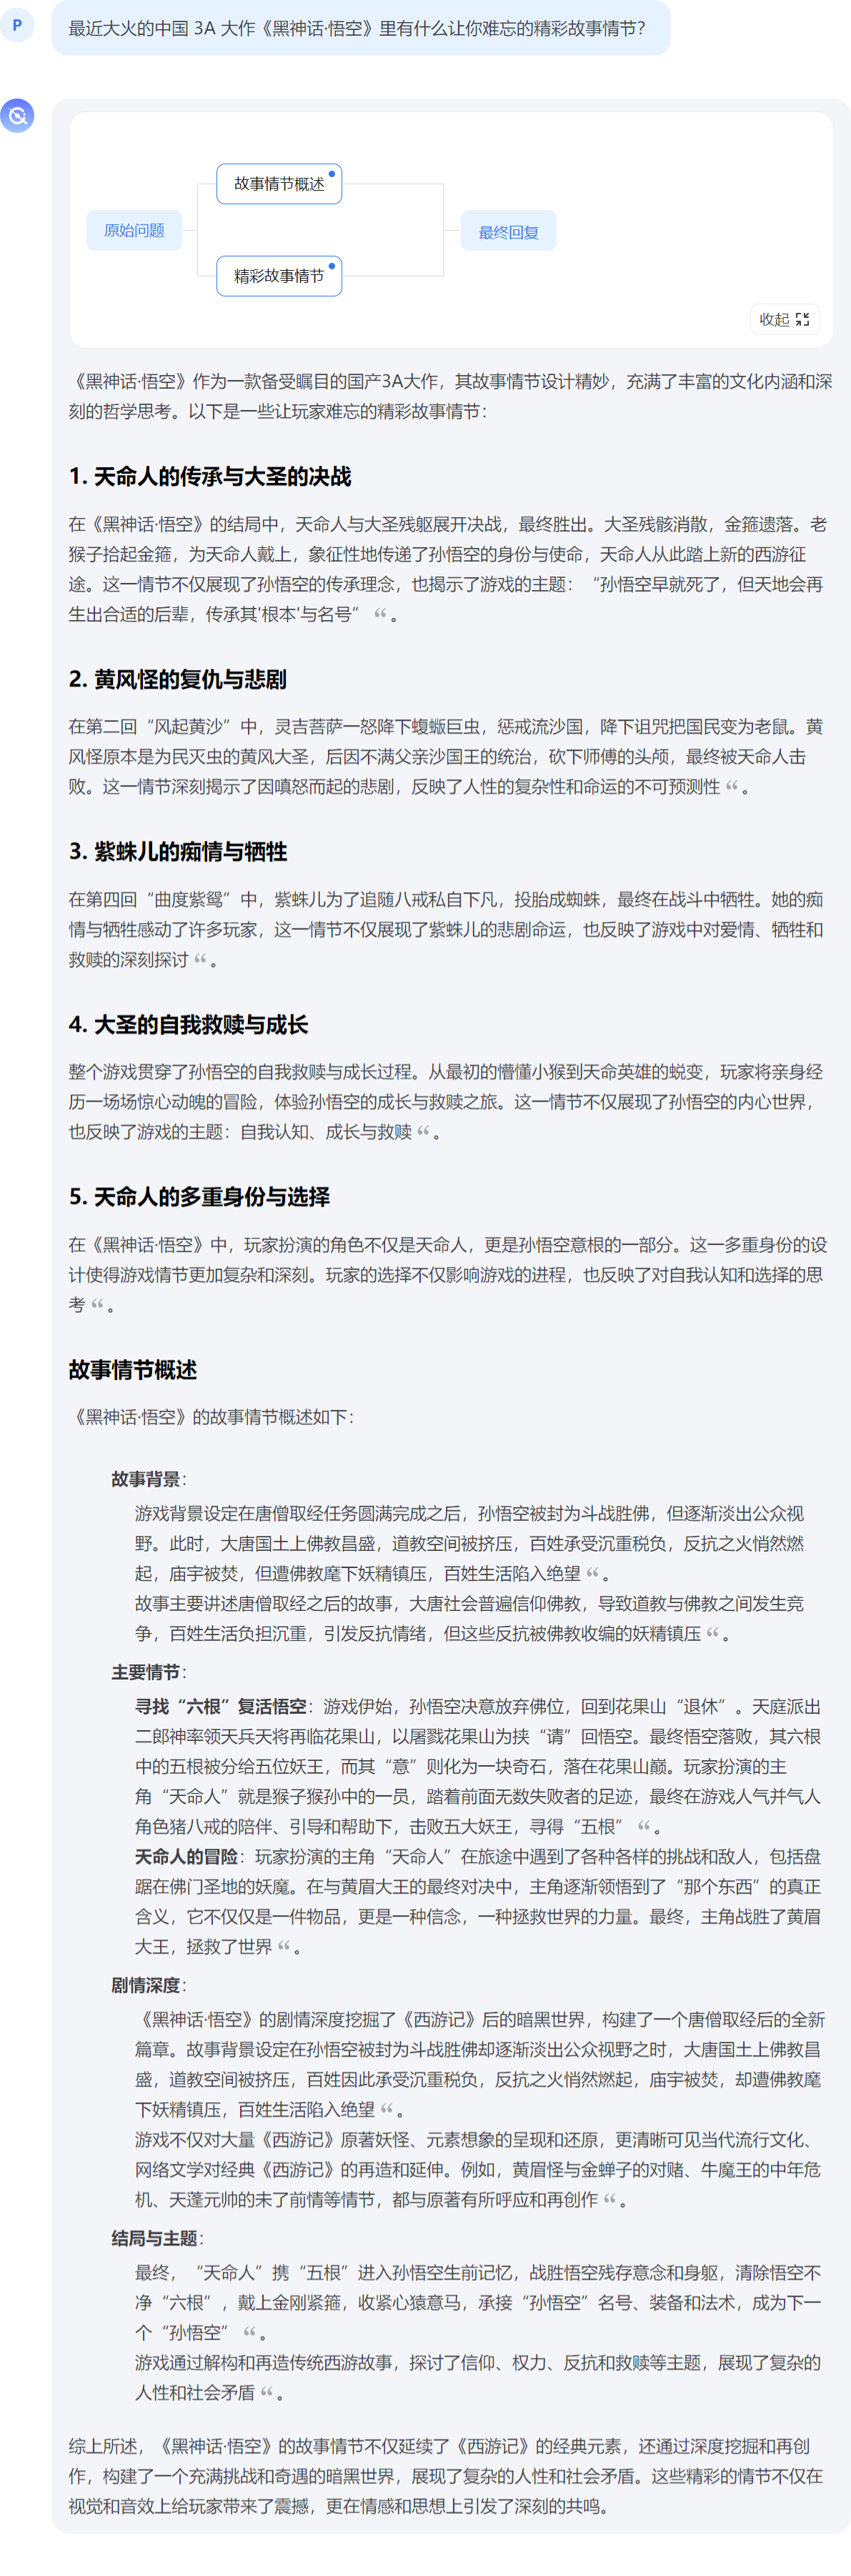 P
最近大火的中国 3A 大作《黑神话·悟空》里有什么让你难忘的精彩故事情节？
故事情节概述
原始问题
最终回复
精彩故事情节
收起
《黑神话·悟空》作为一款备受瞩目的国产3A大作，其故事情节设计精妙，充满了丰富的文化内涵和深
刻的哲学思考。以下是一些让玩家难忘的精彩故事情节：
1. 天命人的传承与大圣的决战
在《黑神话·悟空》的结局中，天命人与大圣残躯展开决战，最终胜出。大圣残骸消散，金箍遗落。老
猴子拾起金箍，为天命人戴上，象征性地传递了孙悟空的身份与使命，天命人从此踏上新的西游征
途。这一情节不仅展现了孙悟空的传承理念，也揭示了游戏的主题：“孙悟空早就死了，但天地会再
生出合适的后辈，传承其'根本'与名号” “。
2. 黄风怪的复仇与悲剧
在第二回“风起黄沙”中，灵吉菩萨一怒降下蝮蝂巨虫，惩戒流沙国，降下诅咒把国民变为老鼠。黄
风怪原本是为民灭虫的黄风大圣，后因不满父亲沙国王的统治，砍下师傅的头颅，最终被天命人击
败。这一情节深刻揭示了因嗔怒而起的悲剧，反映了人性的复杂性和命运的不可预测性 “。
3. 紫蛛儿的痴情与牺牲
在第四回“曲度紫鸳”中，紫蛛儿为了追随八戒私自下凡，投胎成蜘蛛，最终在战斗中牺牲。她的痴
情与牺牲感动了许多玩家，这一情节不仅展现了紫蛛儿的悲剧命运，也反映了游戏中对爱情、牺牲和
救赎的深刻探讨 “。
4. 大圣的自我救赎与成长
整个游戏贯穿了孙悟空的自我救赎与成长过程。从最初的懵懂小猴到天命英雄的蜕变，玩家将亲身经
历一场场惊心动魄的冒险，体验孙悟空的成长与救赎之旅。这一情节不仅展现了孙悟空的内心世界，
也反映了游戏的主题：自我认知、成长与救赎 “。
5. 天命人的多重身份与选择
在《黑神话·悟空》中，玩家扮演的角色不仅是天命人，更是孙悟空意根的一部分。这一多重身份的设
计使得游戏情节更加复杂和深刻。玩家的选择不仅影响游戏的进程，也反映了对自我认知和选择的思
考 “。
故事情节概述
《黑神话·悟空》的故事情节概述如下：
故事背景：
游戏背景设定在唐僧取经任务圆满完成之后，孙悟空被封为斗战胜佛，但逐渐淡出公众视
野。此时，大唐国土上佛教昌盛，道教空间被挤压，百姓承受沉重税负，反抗之火悄然燃
起，庙宇被焚，但遭佛教麾下妖精镇压，百姓生活陷入绝望 “。
故事主要讲述唐僧取经之后的故事，大唐社会普遍信仰佛教，导致道教与佛教之间发生竞
争，百姓生活负担沉重，引发反抗情绪，但这些反抗被佛教收编的妖精镇压 “。
主要情节：
寻找“六根”复活悟空：游戏伊始，孙悟空决意放弃佛位，回到花果山“退休”。天庭派出
二郎神率领天兵天将再临花果山，以屠戮花果山为挟“请”回悟空。最终悟空落败，其六根
中的五根被分给五位妖王，而其“意”则化为一块奇石，落在花果山巅。玩家扮演的主
角“天命人”就是猴子猴孙中的一员，踏着前面无数失败者的足迹，最终在游戏人气并气人
角色猪八戒的陪伴、引导和帮助下，击败五大妖王，寻得“五根” “。
天命人的冒险：玩家扮演的主角“天命人”在旅途中遇到了各种各样的挑战和敌人，包括盘
踞在佛门圣地的妖魔。在与黄眉大王的最终对决中，主角逐渐领悟到了“那个东西”的真正
含义，它不仅仅是一件物品，更是一种信念，一种拯救世界的力量。最终，主角战胜了黄眉
大王，拯救了世界 “。
剧情深度：
《黑神话·悟空》的剧情深度挖掘了《西游记》后的暗黑世界，构建了一个唐僧取经后的全新
篇章。故事背景设定在孙悟空被封为斗战胜佛却逐渐淡出公众视野之时，大唐国土上佛教昌
盛，道教空间被挤压，百姓因此承受沉重税负，反抗之火悄然燃起，庙宇被焚，却遭佛教麾
下妖精镇压，百姓生活陷入绝望 “。
游戏不仅对大量《西游记》原著妖怪、元素想象的呈现和还原，更清晰可见当代流行文化、
网络文学对经典《西游记》的再造和延伸。例如，黄眉怪与金蝉子的对赌、牛魔王的中年危
机、天蓬元帅的未了前情等情节，都与原著有所呼应和再创作 “。
结局与主题：
最终，“天命人”携“五根”进入孙悟空生前记忆，战胜悟空残存意念和身躯，清除悟空不
净“六根”，戴上金刚紧箍，收紧心猿意马，承接“孙悟空”名号、装备和法术，成为下一
个“孙悟空” “。
游戏通过解构和再造传统西游故事，探讨了信仰、权力、反抗和救赎等主题，展现了复杂的
人性和社会矛盾 “。
综上所述，《黑神话·悟空》的故事情节不仅延续了《西游记》的经典元素，还通过深度挖掘和再创
作，构建了一个充满挑战和奇遇的暗黑世界，展现了复杂的人性和社会矛盾。这些精彩的情节不仅在
视觉和音效上给玩家带来了震撼，更在情感和思想上引发了深刻的共鸣。